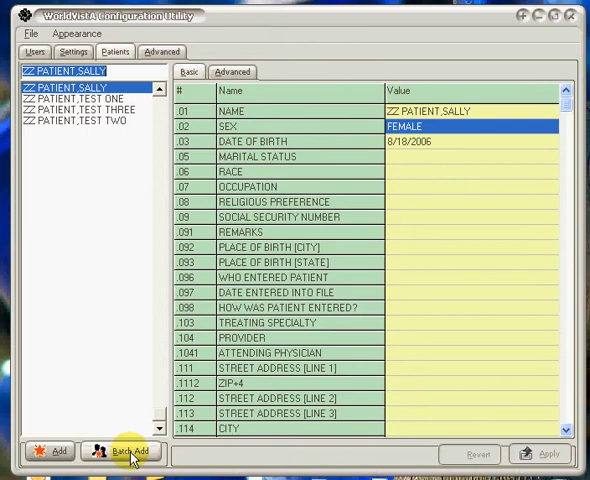 WorldVistA Configuration Utility
File Appearance
Users Settings Patients Advanced
ZZ PATIENT,SALLY
ZZ PATIENT,SALLY
ZZ PATIENT,TEST ONE
ZZ PATIENT,TEST THREE
ZZ PATIENT,TEST TWO
Basic Advanced
# Name Value
.01 NAME ZZ PATIENT,SALLY
.02 SEX FEMALE
.03 DATE OF BIRTH 8/18/2006
.05 MARITAL STATUS
.06 RACE
.07 OCCUPATION
.08 RELIGIOUS PREFERENCE
.09 SOCIAL SECURITY NUMBER
.091 REMARKS
.092 PLACE OF BIRTH [CITY]
.093 PLACE OF BIRTH [STATE]
.096 WHO ENTERED PATIENT
.097 DATE ENTERED INTO FILE
.098 HOW WAS PATIENT ENTERED?
.103 TREATING SPECIALTY
.104 PROVIDER
.1041 ATTENDING PHYSICIAN
.111 STREET ADDRESS [LINE 1]
.1112 ZIP+4
.112 STREET ADDRESS [LINE 2]
.113 STREET ADDRESS [LINE 3]
.114 CITY
Add Batch Add Revert Apply